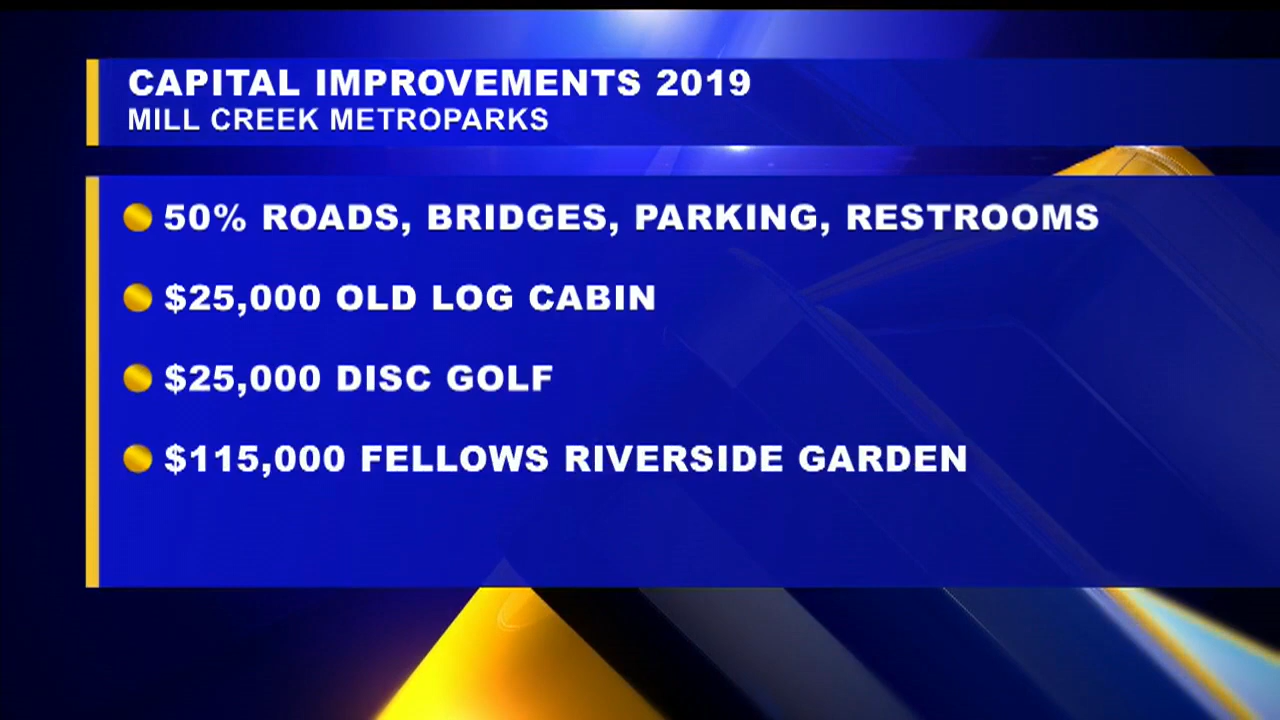 CAPITAL IMPROVEMENTS 2019
MILL CREEK METROPARKS
50% ROADS, BRIDGES, PARKING, RESTROOMS
$25,000 OLD LOG CABIN
$25,000 DISC GOLF
$115,000 FELLOWS RIVERSIDE GARDEN